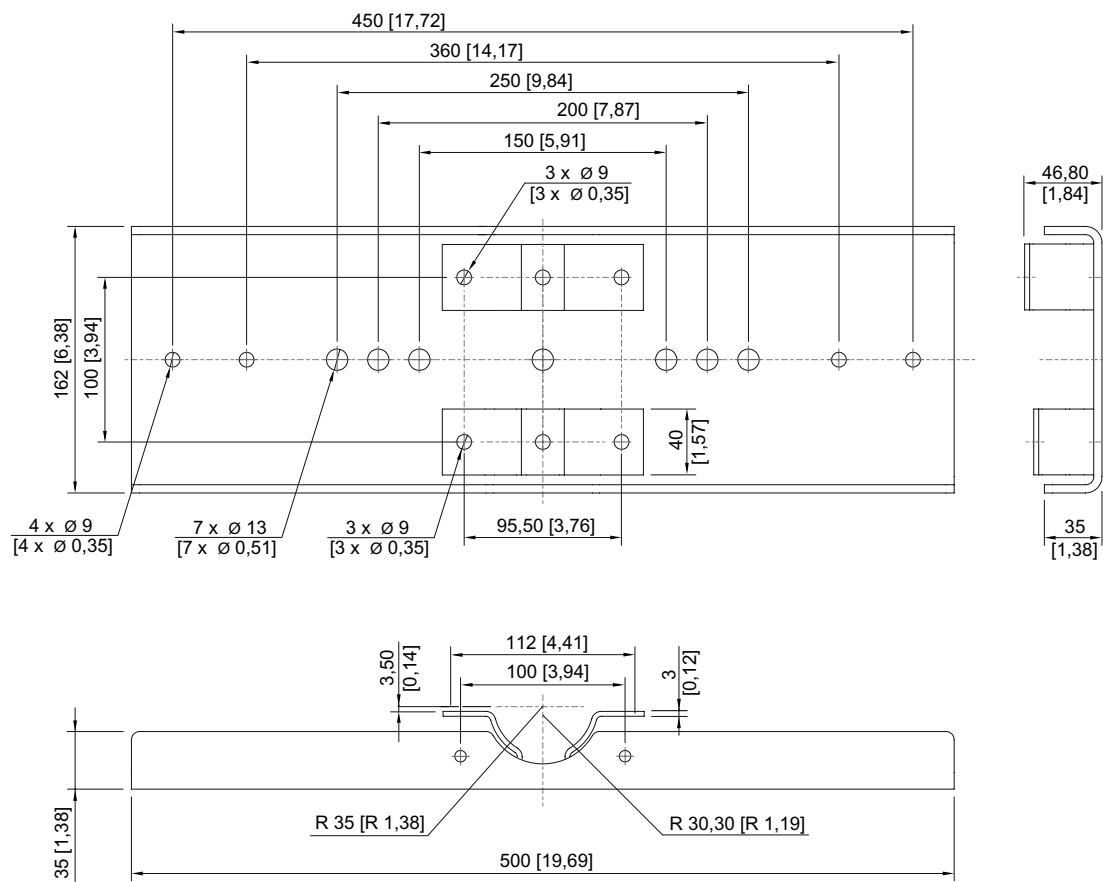 450 [17,72]
360 [14,17]
250 [9,84]
200 [7,87]
150 [5,91]
3 x Ø 9
[3 x Ø 0,35]
46,80
[1,84]
162 [6,38]
100 [3,94]
40
[1,57]
4 x Ø 9
[4 x Ø 0,35]
7 x Ø 13
[7 x Ø 0,51]
3 x Ø 9
[3 x Ø 0,35]
95,50 [3,76]
35
[1,38]
112 [4,41]
100 [3,94]
3,50
[0,14]
3
[0,12]
R 35 [R 1,38]
R 30,30 [R 1,19]
35 [1,38]
500 [19,69]